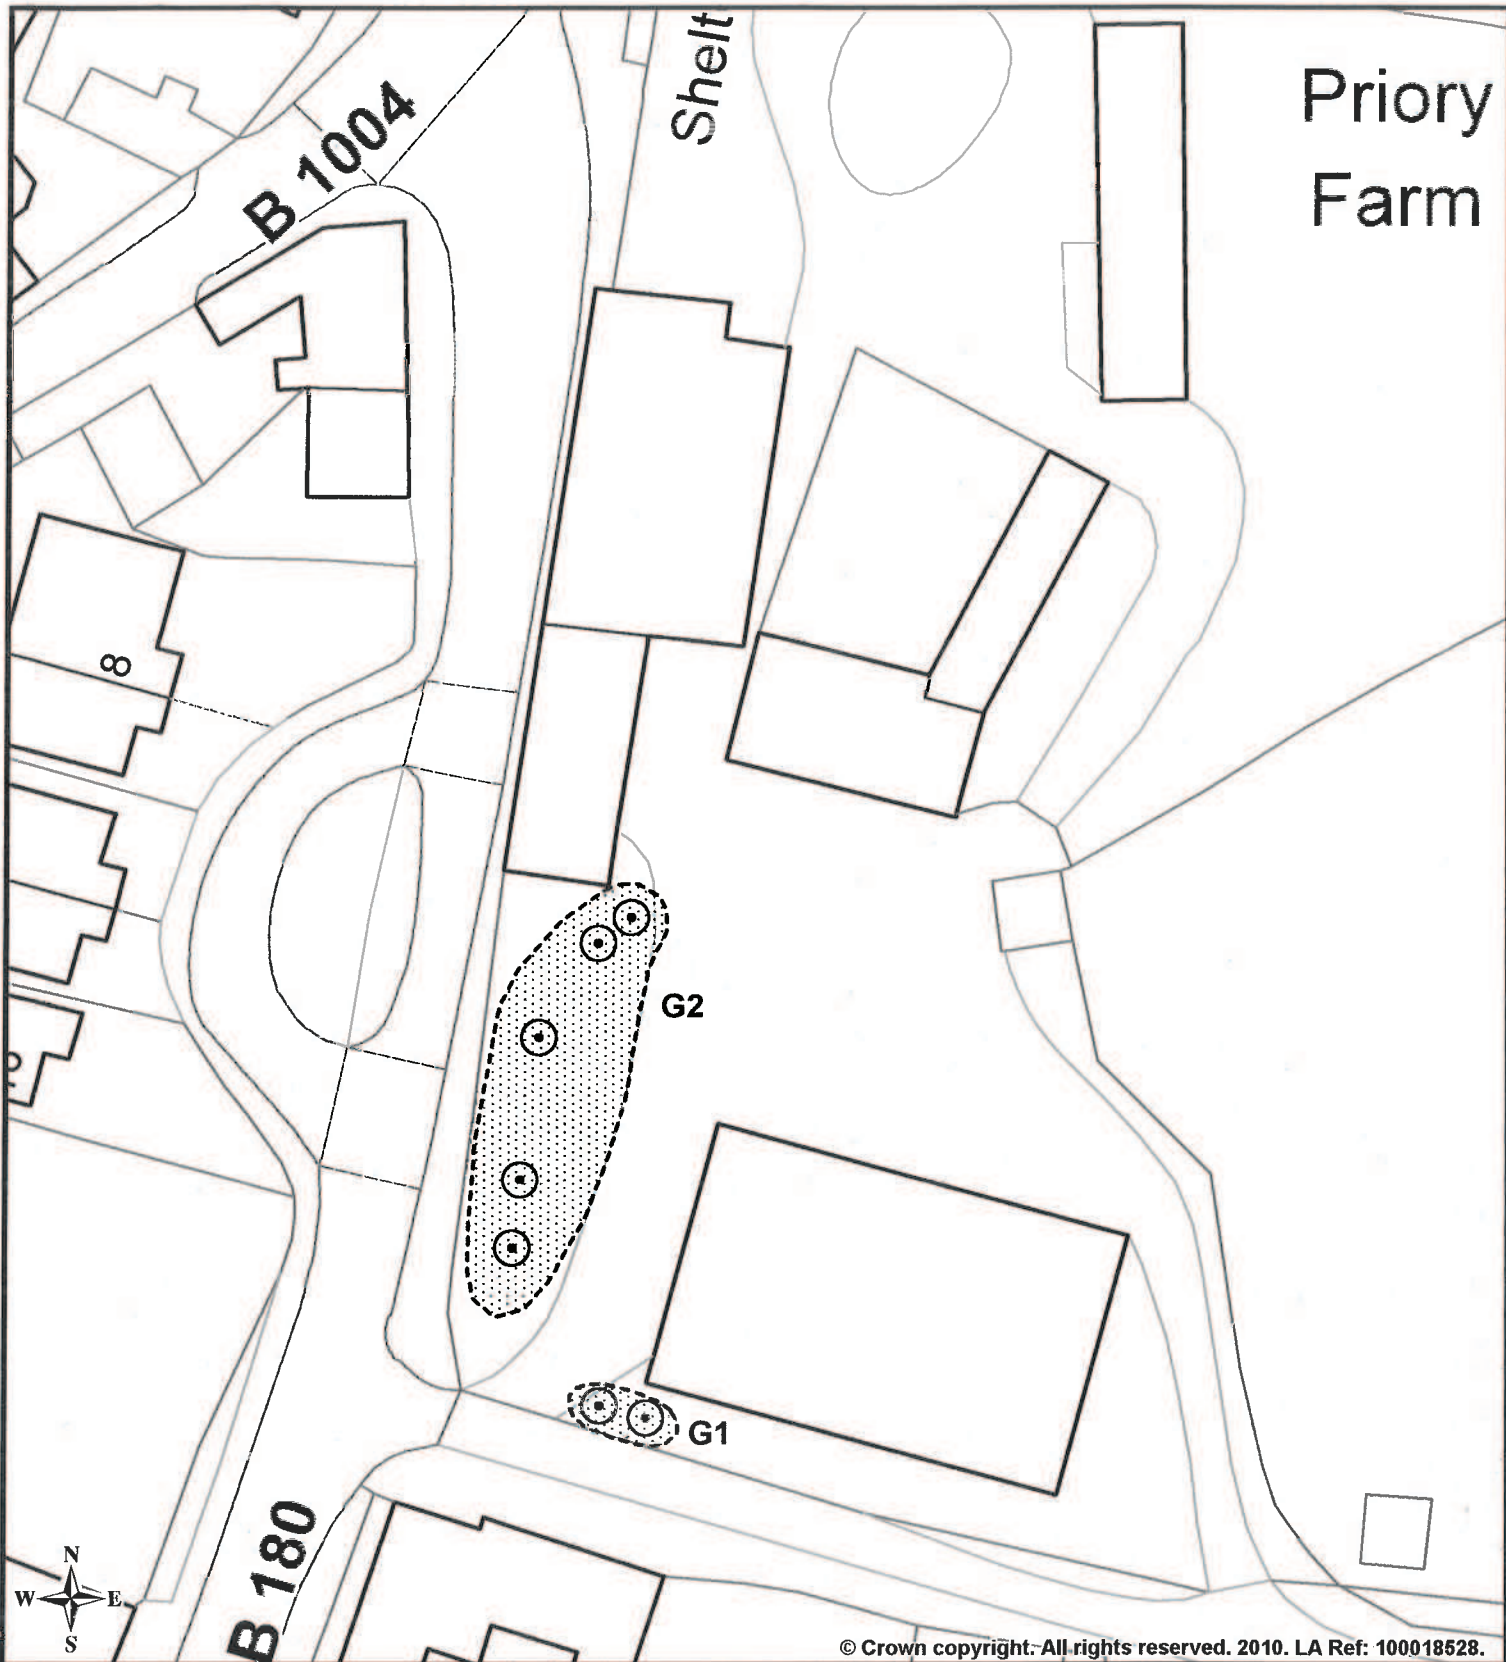 Priory
Farm
Shelt
B 1004
8
G2
G1
B 180
N
W E
S
© Crown copyright. All rights reserved. 2010. LA Ref: 100018528.